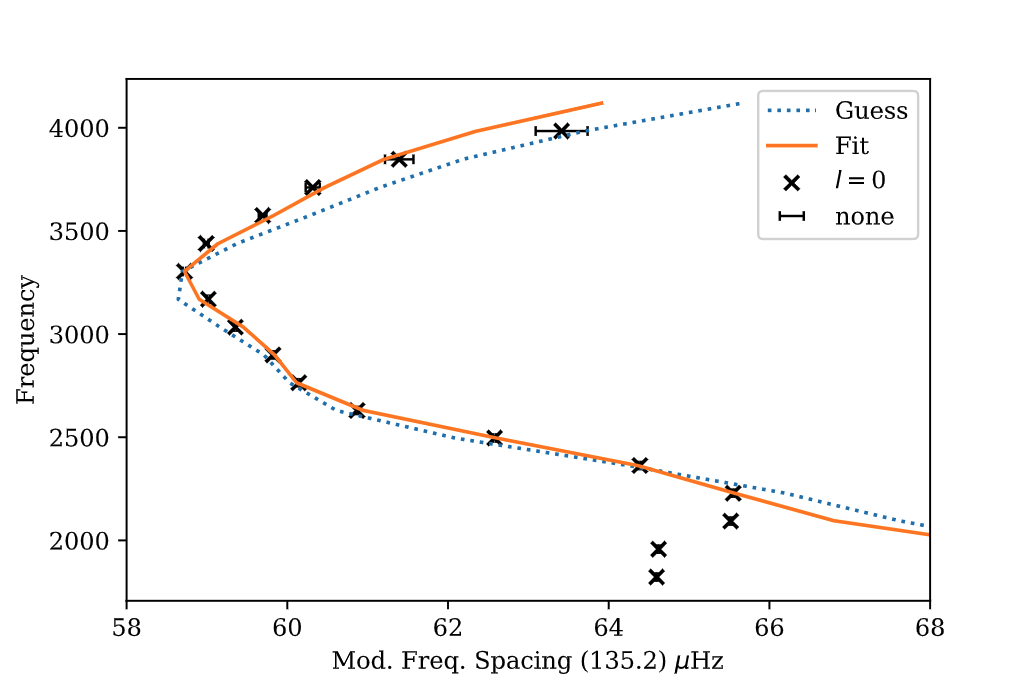 Guess
Fit
l = 0
none
4000
3500
3000
2500
2000
Frequency
58 60 62 64 66 68
Mod. Freq. Spacing (135.2) μHz